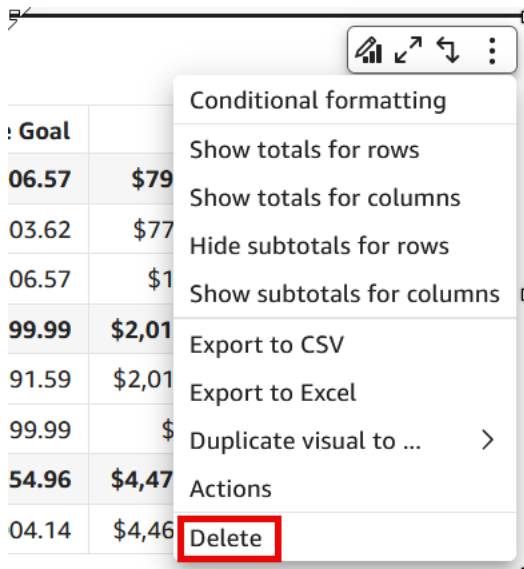 Conditional formatting
: Goal
Show totals for rows
06.57 $79
Show totals for columns
03.62 $77
Hide subtotals for rows
06.57 $1
Show subtotals for columns
99.99 $2,01
Export to CSV
91.59 $2,01
Export to Excel
99.99 $
Duplicate visual to ...
54.96 $4,47
Actions
04.14 $4,46
Delete